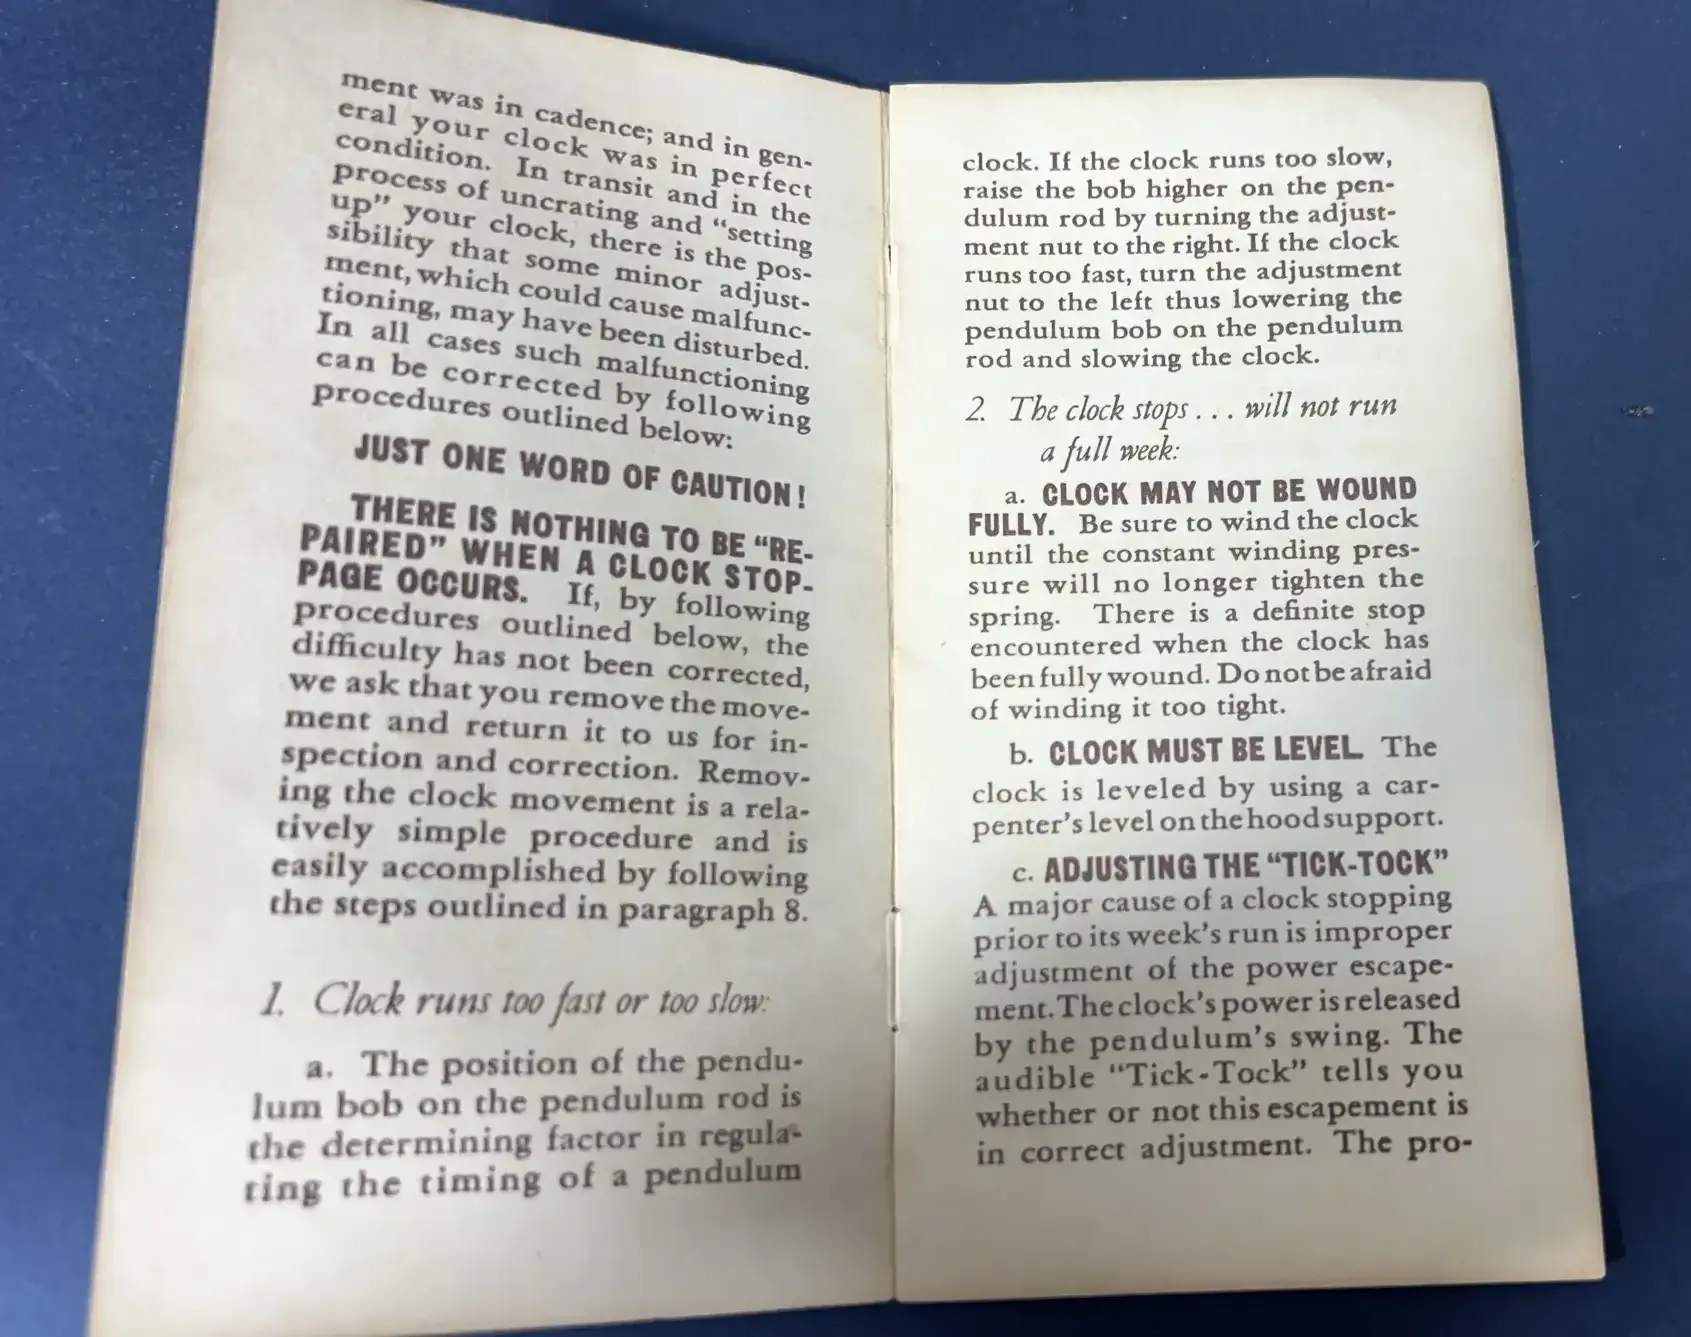 ment was in cadence; and in gen-
eral your clock was in perfect
condition. In transit and in the
process of uncrating and “setting
up” your clock, there is the pos-
sibility that some minor adjust-
ment, which could cause malfunc-
tioning, may have been disturbed.
In all cases such malfunctioning
can be corrected by following
procedures outlined below:
JUST ONE WORD OF CAUTION!
THERE IS NOTHING TO BE “RE-
PAIRED” WHEN A CLOCK STOP-
PAGE OCCURS. If, by following
procedures outlined below, the
difficulty has not been corrected,
we ask that you remove the move-
ment and return it to us for in-
spection and correction. Remov-
ing the clock movement is a rela-
tively simple procedure and is
easily accomplished by following
the steps outlined in paragraph 8.
1. Clock runs too fast or too slow:
a. The position of the pendu-
lum bob on the pendulum rod is
the determining factor in regula-
ting the timing of a pendulum
clock. If the clock runs too slow,
raise the bob higher on the pen-
dulum rod by turning the adjust-
ment nut to the right. If the clock
runs too fast, turn the adjustment
nut to the left thus lowering the
pendulum bob on the pendulum
rod and slowing the clock.
2. The clock stops . . . will not run
a full week:
a. CLOCK MAY NOT BE WOUND
FULLY. Be sure to wind the clock
until the constant winding pres-
sure will no longer tighten the
spring. There is a definite stop
encountered when the clock has
been fully wound. Do not be afraid
of winding it too tight.
b. CLOCK MUST BE LEVEL The
clock is leveled by using a car-
penter’s level on the hood support.
c. ADJUSTING THE “TICK-TOCK”
A major cause of a clock stopping
prior to its week’s run is improper
adjustment of the power escape-
ment. The clock’s power is released
by the pendulum’s swing. The
audible “Tick-Tock” tells you
whether or not this escapement is
in correct adjustment. The pro-